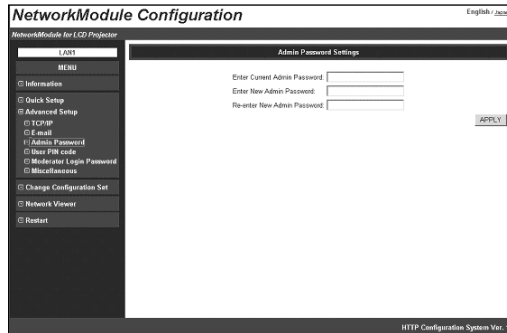 NetworkModule Configuration
English /
NetworkModule for LCD Projector
LAN1
MENU
Information
Quick Setup
Advanced Setup
TCP/IP
E-mail
Admin Password
User PIN code
Moderator Login Password
Miscellaneous
Change Configuration Set
Network Viewer
Restart
Admin Password Settings
Enter Current Admin Password:
Enter New Admin Password:
Re-enter New Admin Password:
APPLY
HTTP Configuration System Ver.